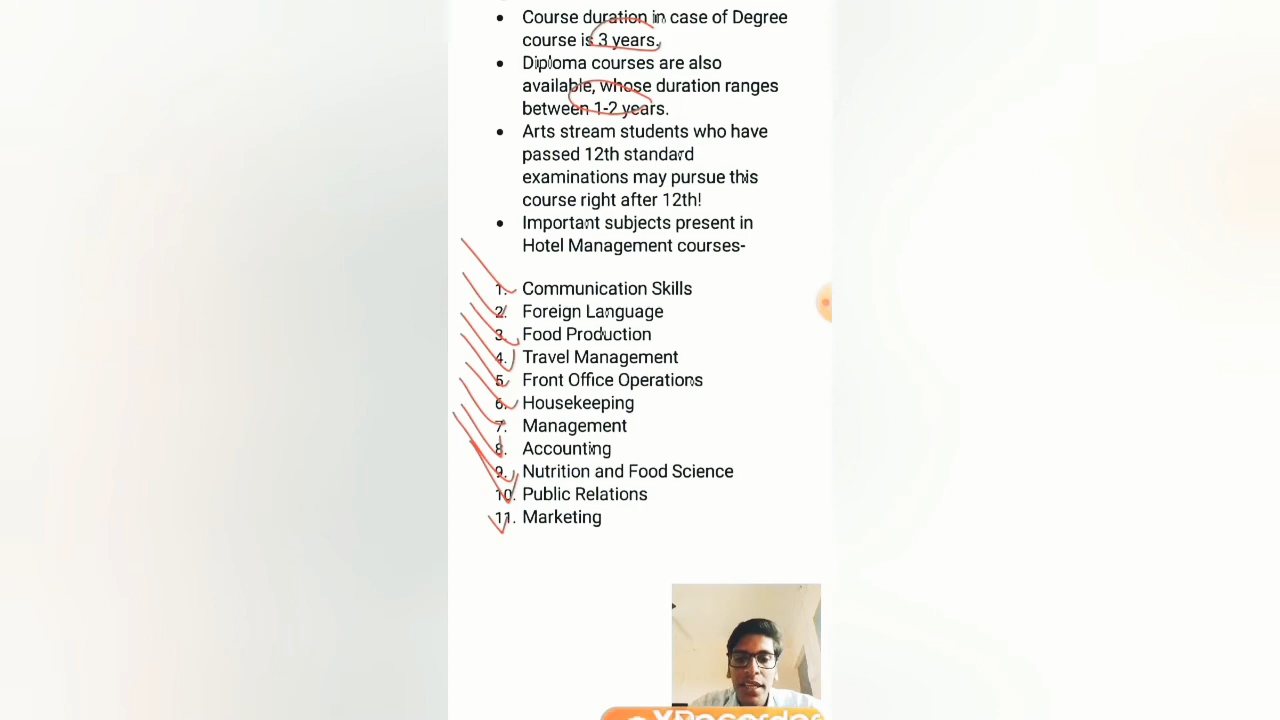 • Course duration in case of Degree
course is 3 years.
• Diploma courses are also
available, whose duration ranges
between 1-2 years.
• Arts stream students who have
passed 12th standard
examinations may pursue this
course right after 12th!
• Important subjects present in
Hotel Management courses-
1. Communication Skills
2. Foreign Language
3. Food Production
4. Travel Management
5. Front Office Operations
6. Housekeeping
7. Management
8. Accounting
9. Nutrition and Food Science
10. Public Relations
11. Marketing
XRecorder